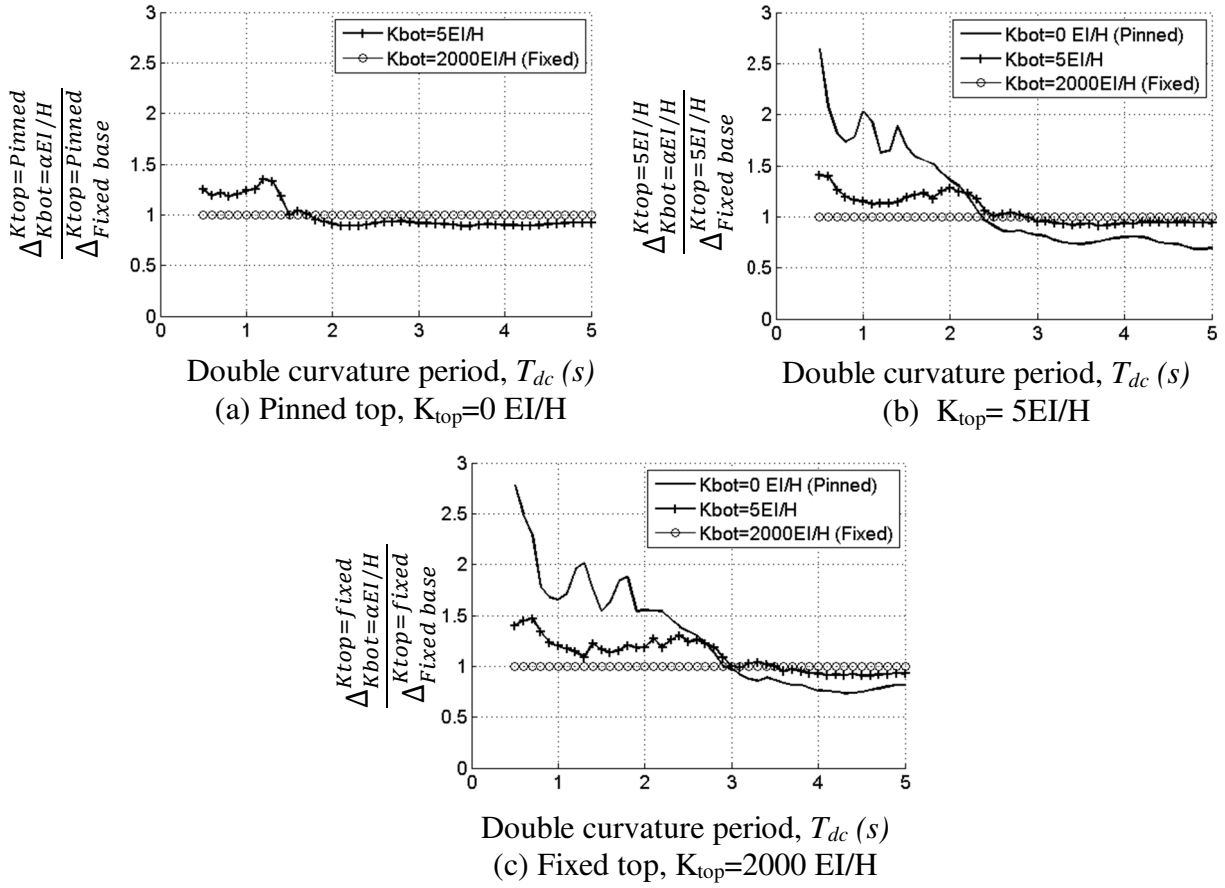 3
2.5
2
1.5
1
0.5
0
0 1 2 3 4 5
Kbot=5EI/H
Kbot=2000EI/H (Fixed)
Δ Ktop=Pinned Kbot=αEI/H
Δ Ktop=Pinned Fixed base
Double curvature period, T_dc (s)
(a) Pinned top, K_top=0 EI/H
3
2.5
2
1.5
1
0.5
0
0 1 2 3 4 5
Kbot=0 EI/H (Pinned)
Kbot=5EI/H
Kbot=2000EI/H (Fixed)
Δ Ktop=5EI/H Kbot=αEI/H
Δ Ktop=5EI/H Fixed base
Double curvature period, T_dc (s)
(b) K_top= 5EI/H
3
2.5
2
1.5
1
0.5
0
0 1 2 3 4 5
Kbot=0 EI/H (Pinned)
Kbot=5EI/H
Kbot=2000EI/H (Fixed)
Δ Ktop=fixed Kbot=αEI/H
Δ Ktop=fixed Fixed base
Double curvature period, T_dc (s)
(c) Fixed top, K_top=2000 EI/H